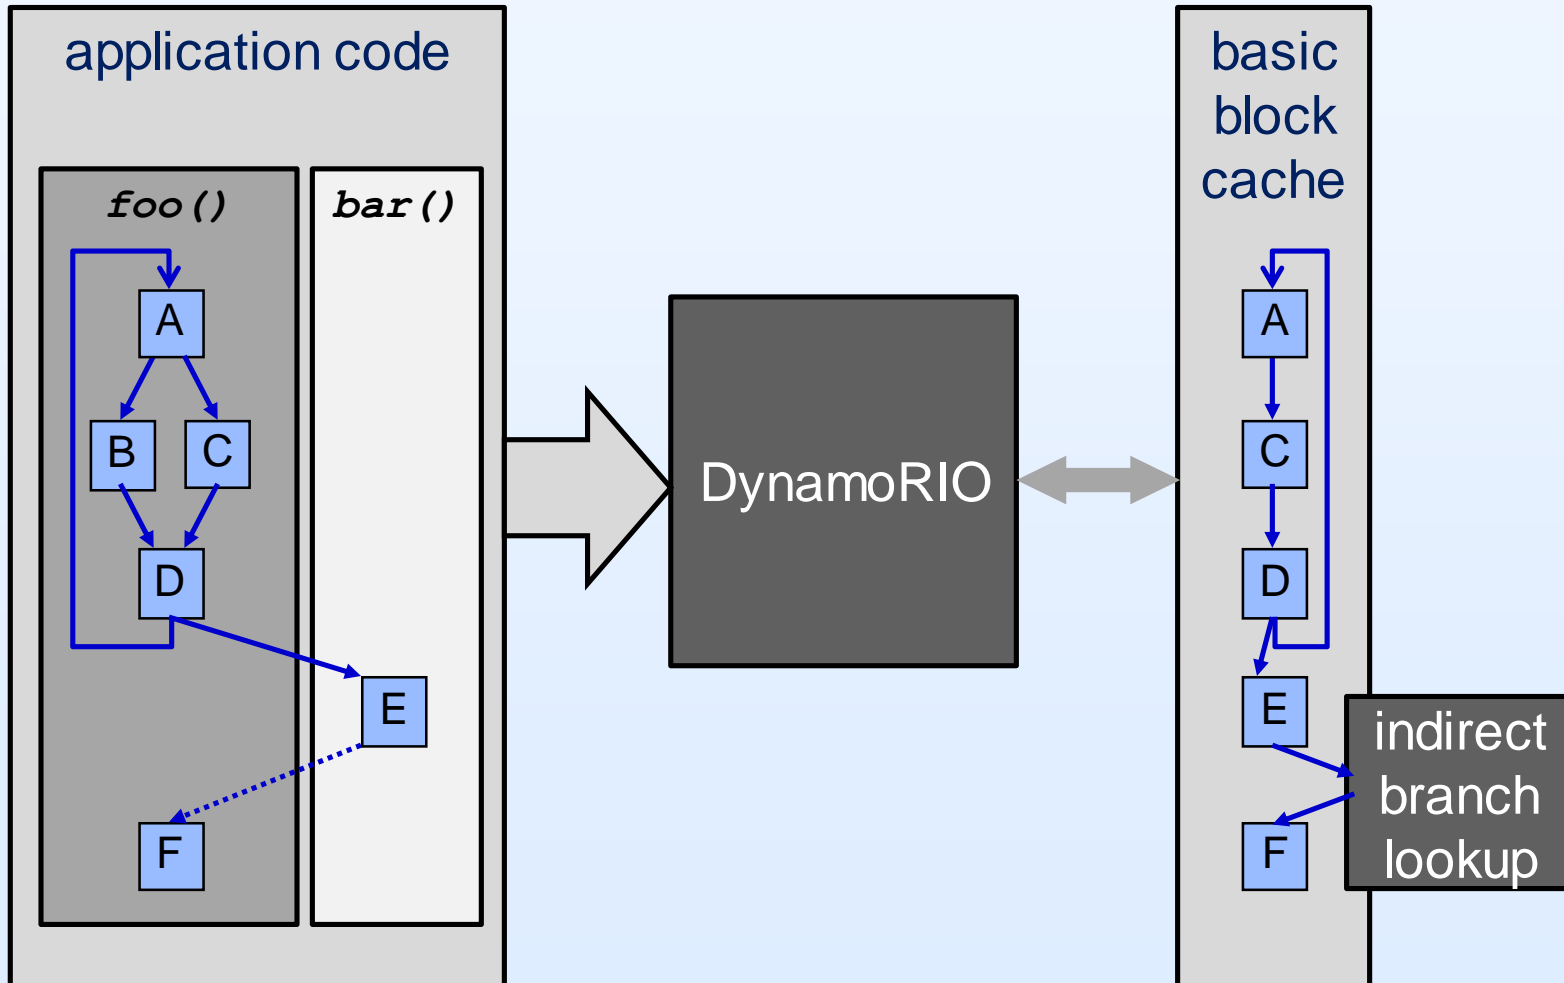 application code
foo()
bar()
A
B
C
D
E
F
DynamoRIO
basic
block
cache
A
C
D
E
F
indirect
branch
lookup